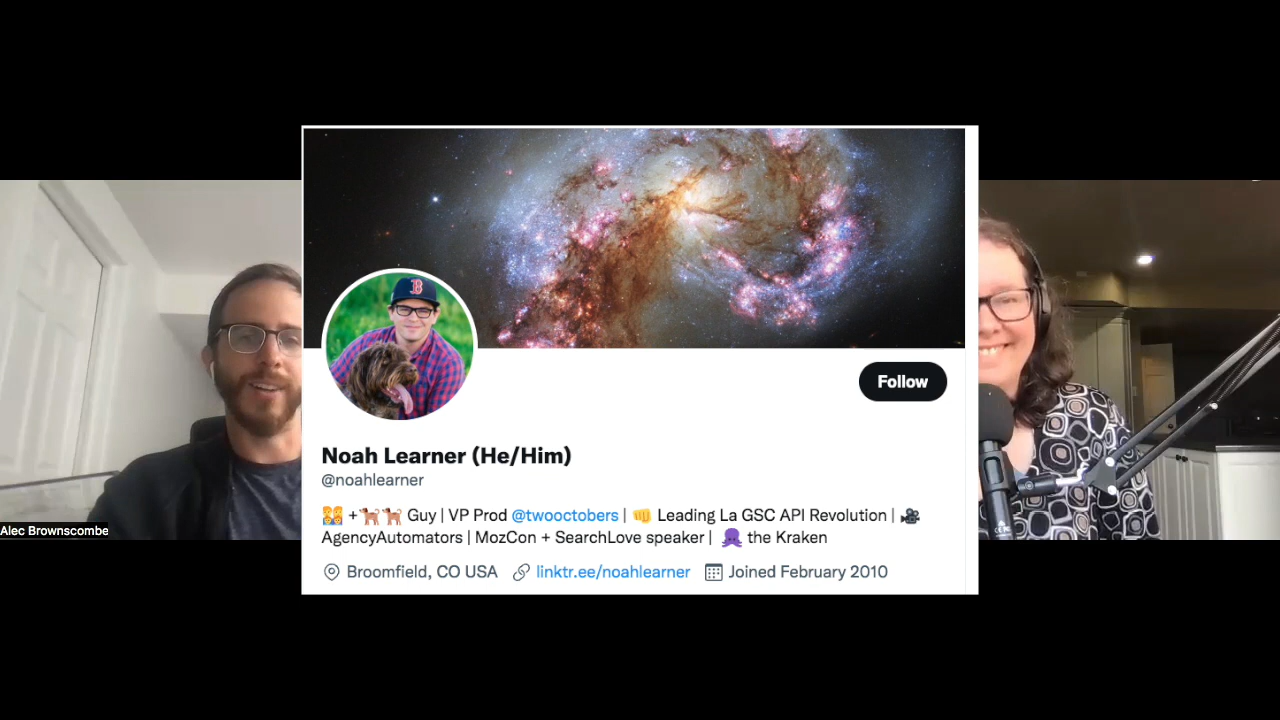 B
Follow
Noah Learner (He/Him)
@noahlearner
👯+🐕🐕 Guy | VP Prod @twooctobers | 👊 Leading La GSC API Revolution | 🎥
AgencyAutomators | MozCon + SearchLove speaker | 🐙 the Kraken
Broomfield, CO USA linktr.ee/noahlearner Joined February 2010
Alec Brownscombe